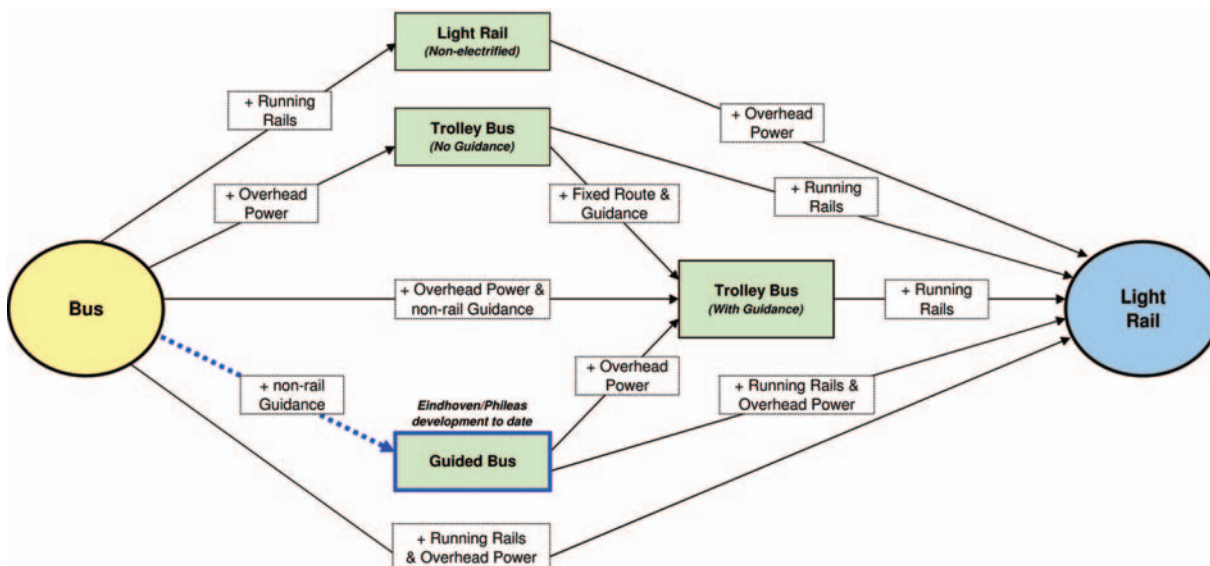 Light Rail
(Non-electrified)
+ Running
Rails
+ Overhead
Power
Trolley Bus
(No Guidance)
+ Overhead
Power
+ Fixed Route &
Guidance
+ Running
Rails
Bus
+ Overhead Power &
non-rail Guidance
Trolley Bus
(With Guidance)
+ Running
Rails
Light
Rail
+ non-rail
Guidance
+ Overhead
Power
+ Running Rails &
Overhead Power
Eindhoven/Phileas
development to date
Guided Bus
+ Running Rails
& Overhead Power